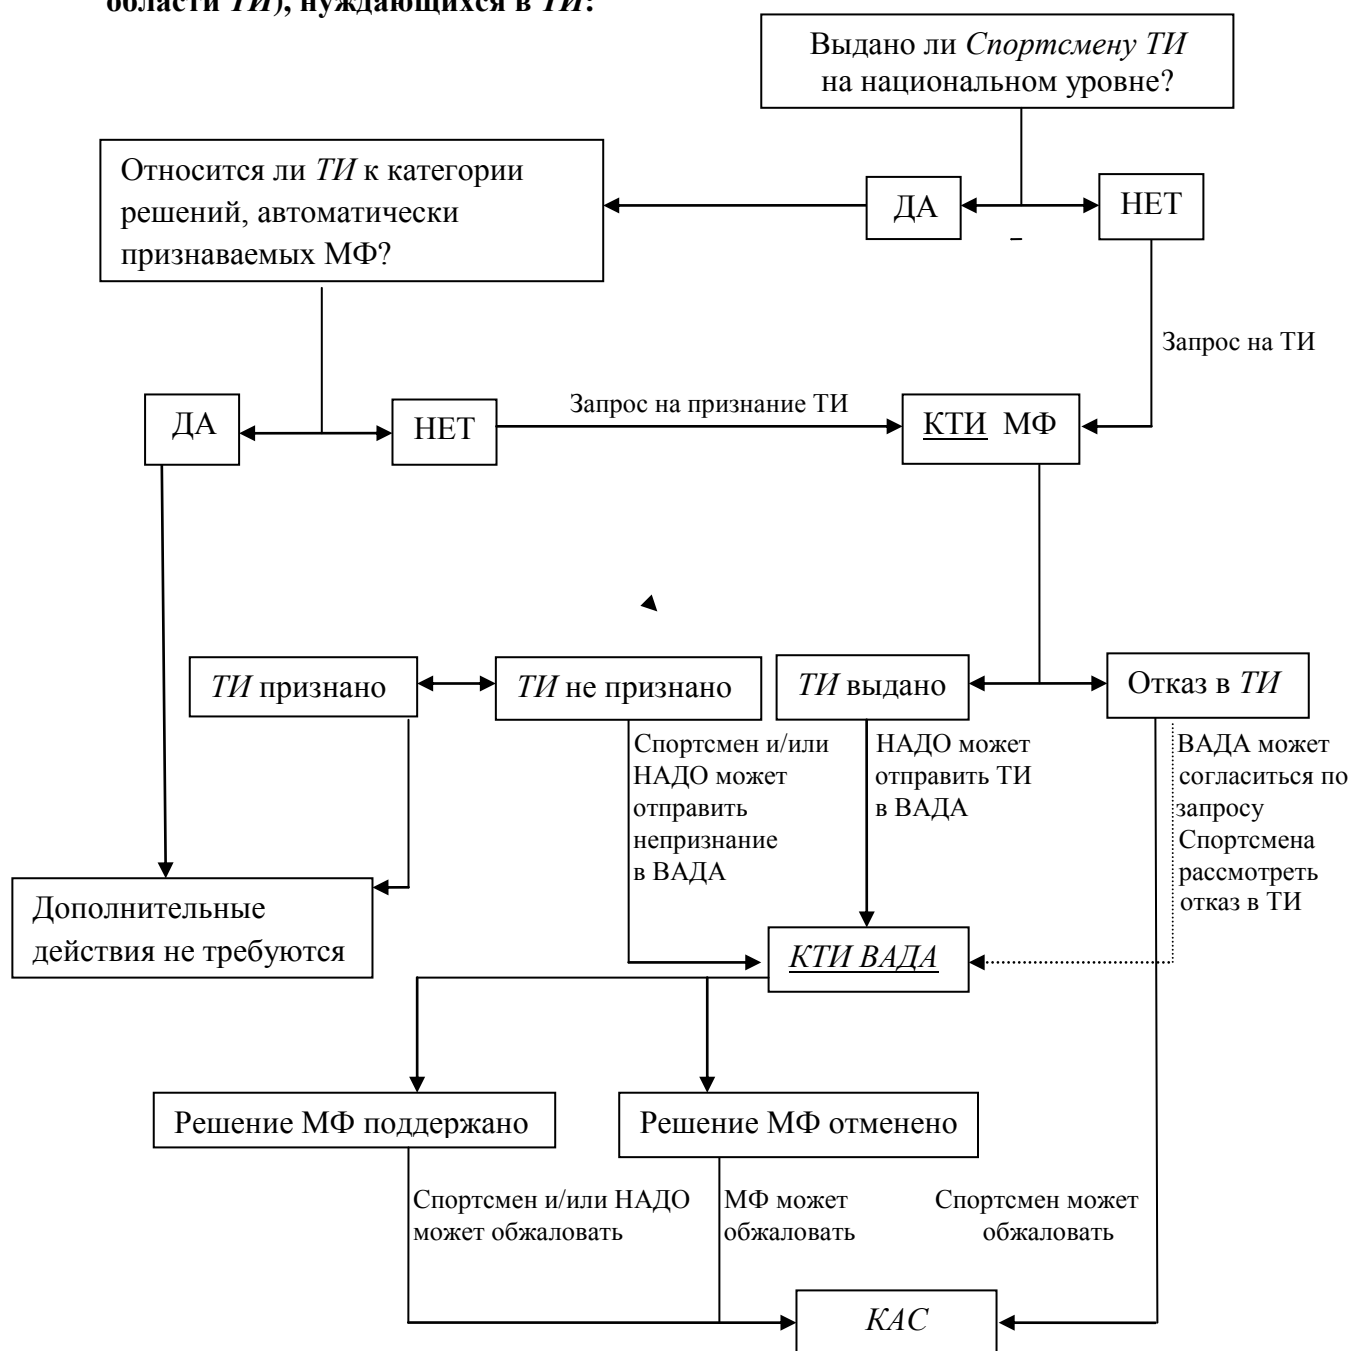 области ТИ), нуждающихся в ТИ:
Выдано ли Спортсмену ТИ
на национальном уровне?
Относится ли ТИ к категории
решений, автоматически
признаваемых МФ?
ДА
НЕТ
Запрос на ТИ
ДА
НЕТ
Запрос на признание ТИ
КТИ МФ
ТИ признано
ТИ не признано
ТИ выдано
Отказ в ТИ
Спортсмен и/или
НАДО может
отправить
непризнание
в ВАДА
НАДО может
отправить ТИ
в ВАДА
ВАДА может
согласиться по
запросу
Спортсмена
рассмотреть
отказ в ТИ
Дополнительные
действия не требуются
КТИ ВАДА
Решение МФ поддержано
Решение МФ отменено
Спортсмен и/или НАДО
может обжаловать
МФ может
обжаловать
Спортсмен может
обжаловать
КАС